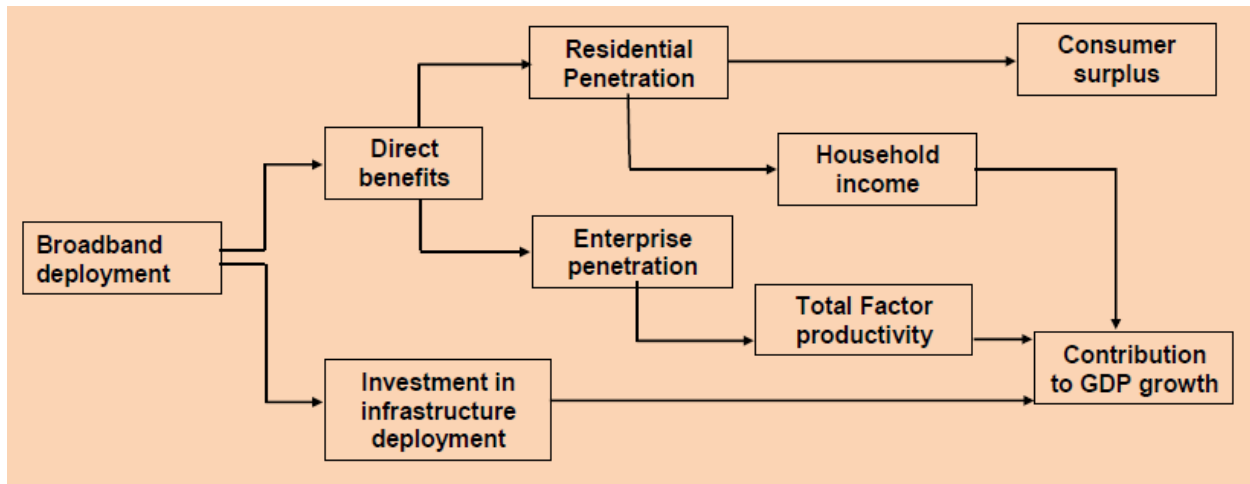 Residential
Penetration
Consumer
surplus
Direct
benefits
Household
income
Broadband
deployment
Enterprise
penetration
Total Factor
productivity
Contribution
to GDP growth
Investment in
infrastructure
deployment